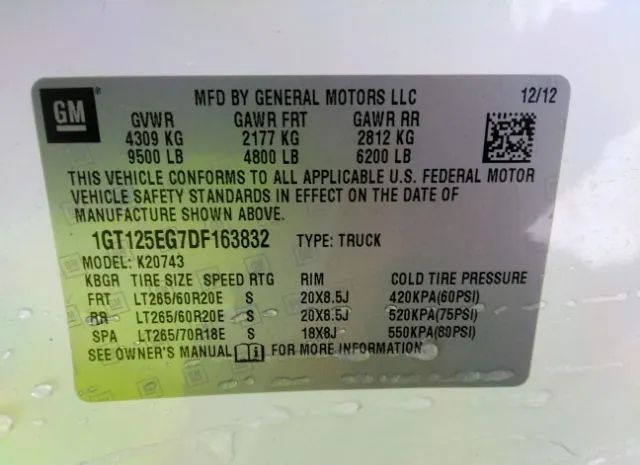 GM ® MFD BY GENERAL MOTORS LLC 12/12
GVWR GAWR FRT GAWR RR
4309 KG 2177 KG 2812 KG
9500 LB 4800 LB 6200 LB
THIS VEHICLE CONFORMS TO ALL APPLICABLE U.S. FEDERAL MOTOR
VEHICLE SAFETY STANDARDS IN EFFECT ON THE DATE OF
MANUFACTURE SHOWN ABOVE.
1GT125EG7DF163832 TYPE: TRUCK
MODEL: K20743
KBGR TIRE SIZE SPEED RTG RIM COLD TIRE PRESSURE
FRT LT265/60R20E S 20X8.5J 420KPA(60PSI)
RR LT265/60R20E S 20X8.5J 520KPA(75PSI)
SPA LT265/70R18E S 18X8J 550KPA(80PSI)
SEE OWNER'S MANUAL FOR MORE INFORMATION